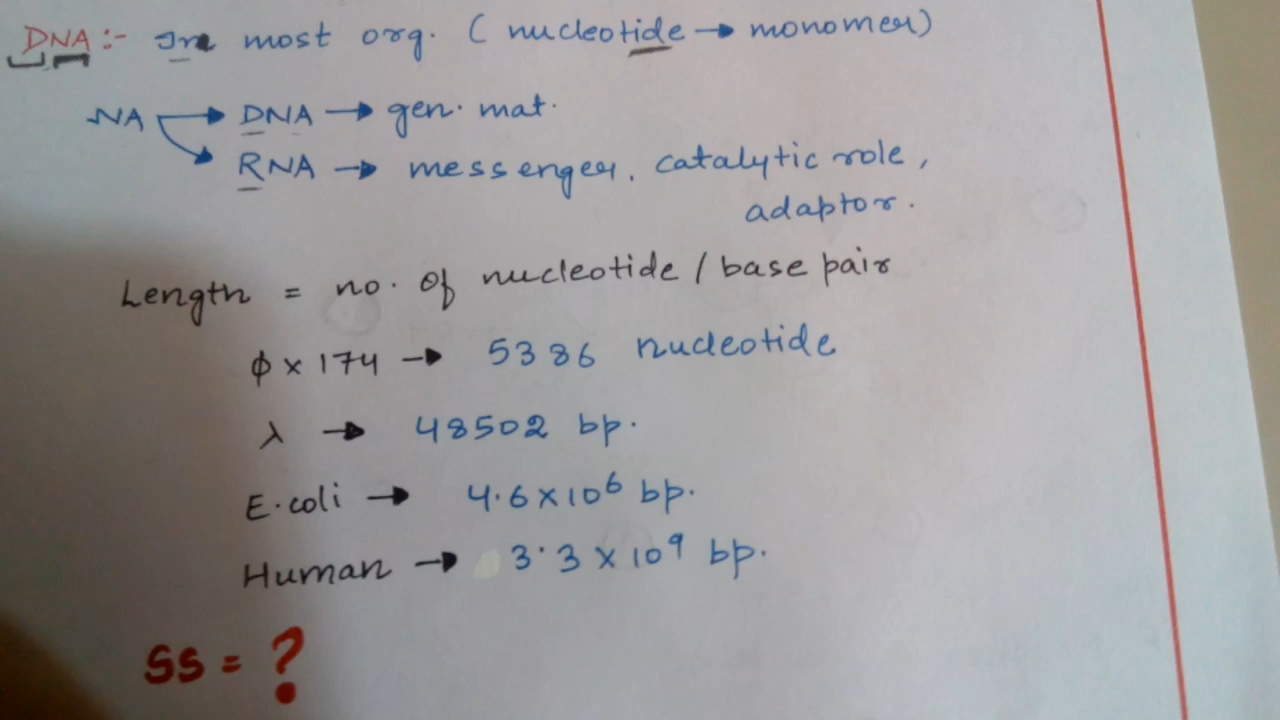 DNA :- In most org. ( nucleotide → monomer)
NA → DNA → gen. mat.
→ RNA → messenger, catalytic role,
adaptor.
Length = no. of nucleotide / base pair
ϕ x 174 → 5386 nucleotide
λ → 48502 bp.
E.coli → 4.6 x 10⁶ bp.
Human → 3.3 x 10⁹ bp.
SS = ?